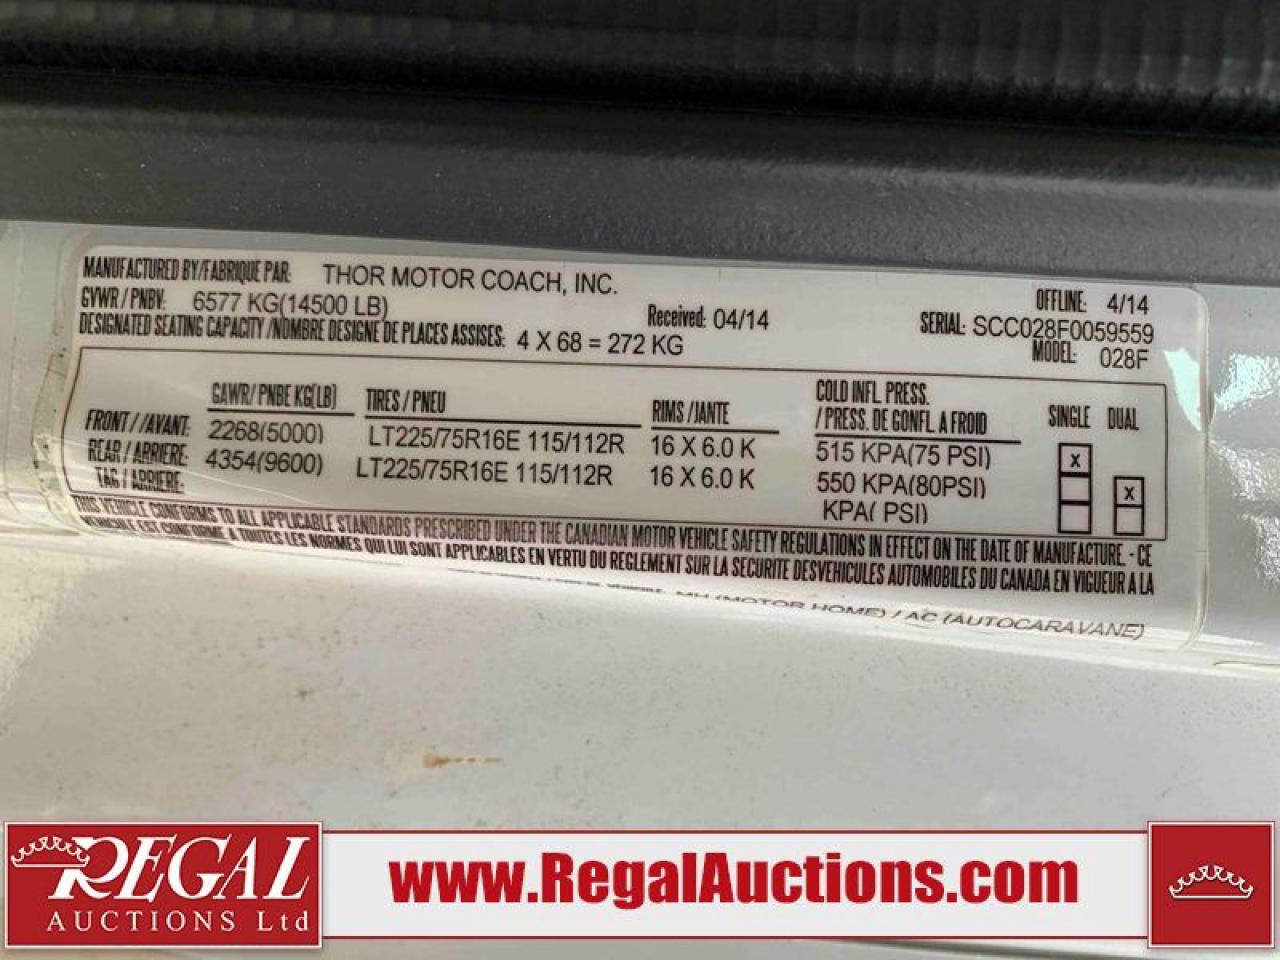 MANUFACTURED BY/FABRIQUE PAR: THOR MOTOR COACH, INC.
GVWR / PNBV: 6577 KG(14500 LB) Received: 04/14 OFFLINE: 4/14
DESIGNATED SEATING CAPACITY /NOMBRE DESIGNE DE PLACES ASSISES: 4 X 68 = 272 KG SERIAL: SCC028F0059559
MODEL: 028F
GAWR/ PNBE KG(LB) TIRES / PNEU RIMS / JANTE COLD INFL. PRESS. / PRESS. DE GONFL. A FROID SINGLE DUAL
FRONT//AVANT: 2268(5000) LT225/75R16E 115/112R 16 X 6.0 K 515 KPA(75 PSI) X
REAR / ARRIERE: 4354(9600) LT225/75R16E 115/112R 16 X 6.0 K 550 KPA(80PSI) X
TAG / ARRIERE: KPA( PSI)
THIS VEHICLE CONFORMS TO ALL APPLICABLE STANDARDS PRESCRIBED UNDER THE CANADIAN MOTOR VEHICLE SAFETY REGULATIONS IN EFFECT ON THE DATE OF MANUFACTURE. - CE
VEHICULE EST CONFORME A TOUTES LES NORMES QUI LUI SONT APPLICABLES EN VERTU DU REGLEMENT SUR LA SECURITE DESVEHICULES AUTOMOBILES DU CANADA EN VIGUEUR A LA
MH (MOTOR HOME) / AC (AUTOCARAVANE)
REGAL
AUCTIONS Ltd
www.RegalAuctions.com